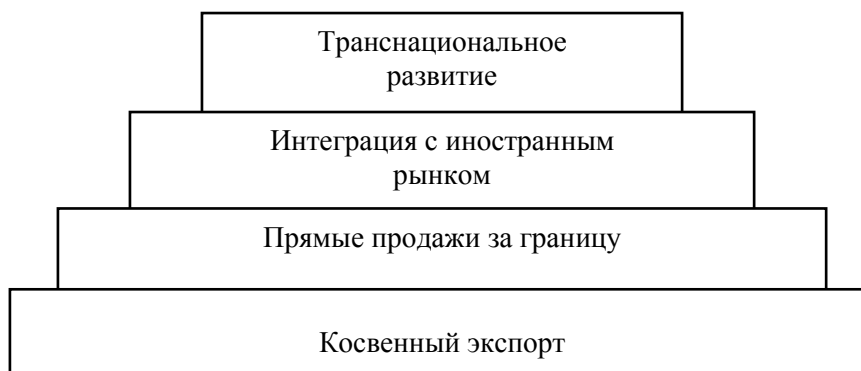 Транснациональное
развитие
Интеграция с иностранным
рынком
Прямые продажи за границу
Косвенный экспорт